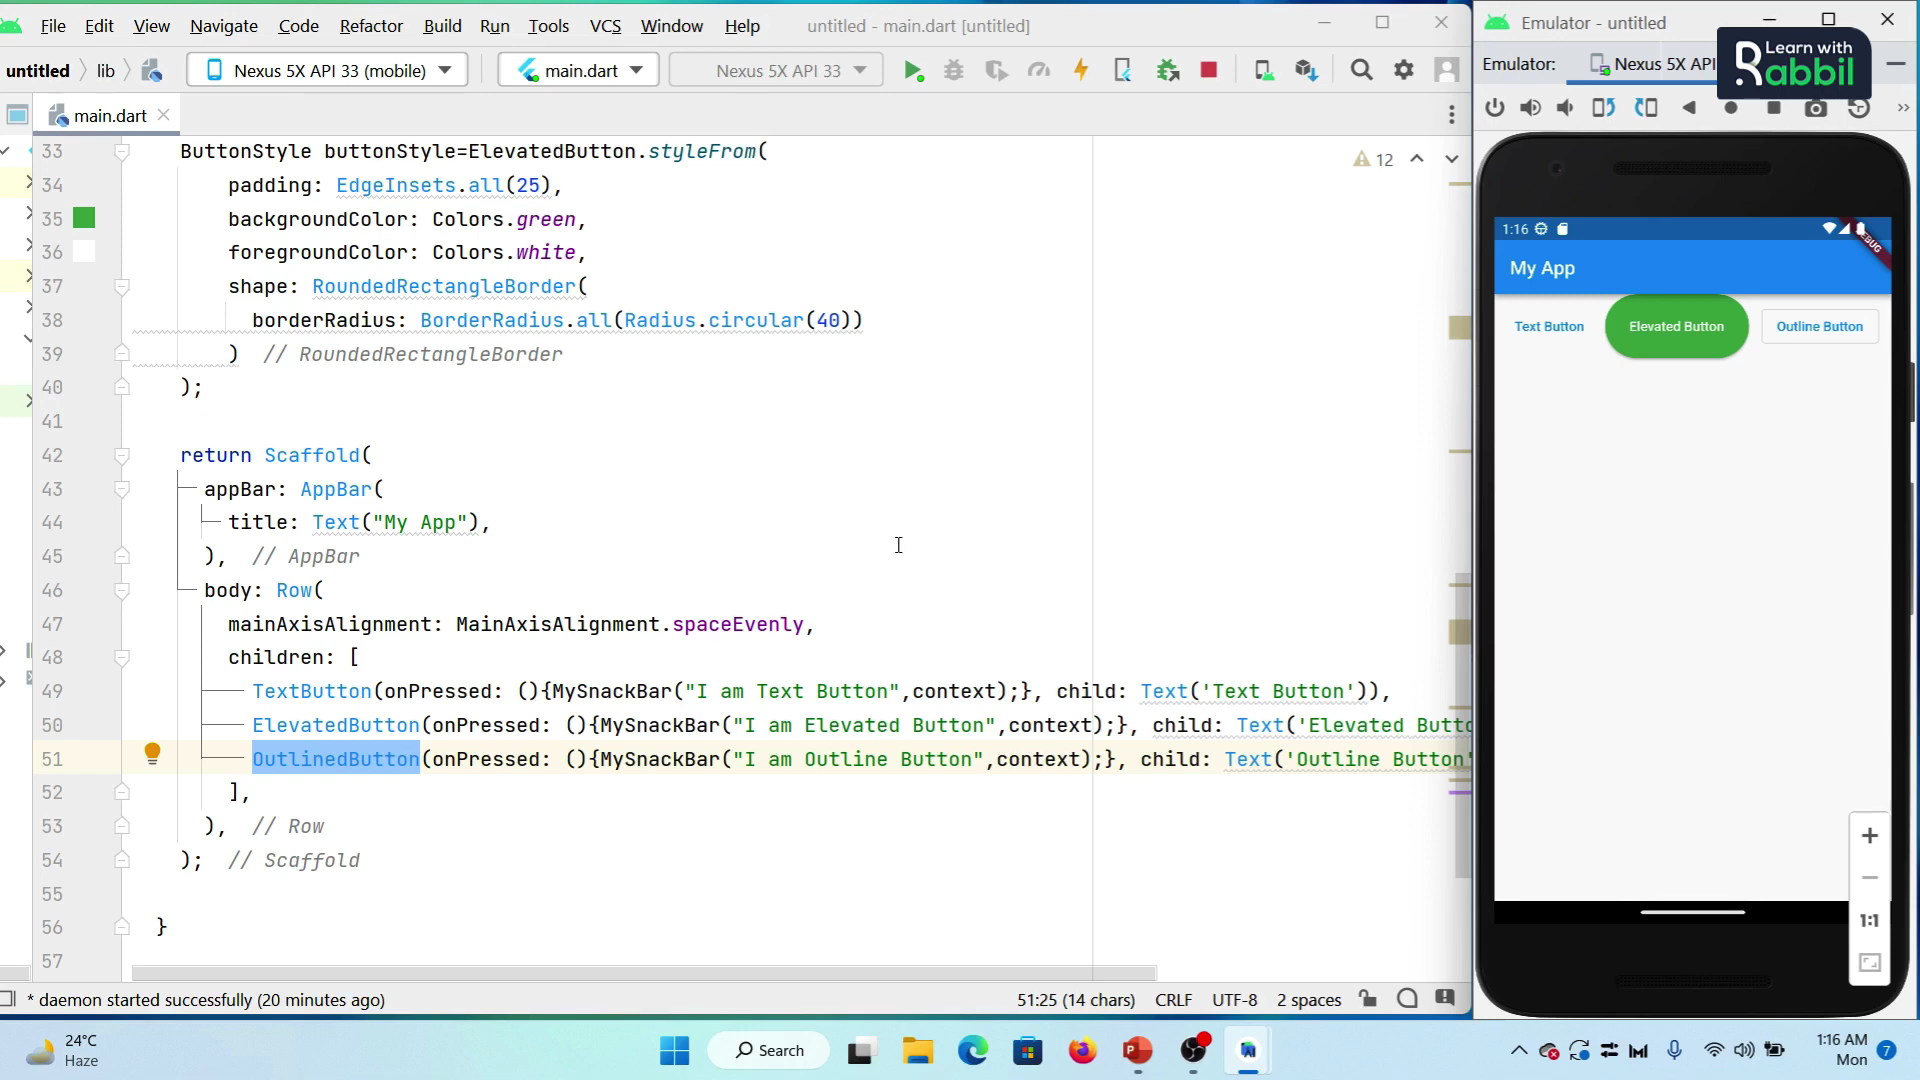 File Edit View Navigate Code Refactor Build Run Tools VCS Window Help untitled - main.dart [untitled]
untitled lib Nexus 5X API 33 (mobile) main.dart Nexus 5X API 33
main.dart
12
33 ButtonStyle buttonStyle=ElevatedButton.styleFrom(
34 padding: EdgeInsets.all(25),
35 backgroundColor: Colors.green,
36 foregroundColor: Colors.white,
37 shape: RoundedRectangleBorder(
38 borderRadius: BorderRadius.all(Radius.circular(40))
39 ) // RoundedRectangleBorder
40 );
41
42 return Scaffold(
43 appBar: AppBar(
44 title: Text("My App"),
45 ), // AppBar
46 body: Row(
47 mainAxisAlignment: MainAxisAlignment.spaceEvenly,
48 children: [
49 TextButton(onPressed: (){MySnackBar("I am Text Button",context);}, child: Text('Text Button')),
50 ElevatedButton(onPressed: (){MySnackBar("I am Elevated Button",context);}, child: Text('Elevated Butto
51 OutlinedButton(onPressed: (){MySnackBar("I am Outline Button",context);}, child: Text('Outline Button'
52 ],
53 ), // Row
54 ); // Scaffold
55
56 }
57
* daemon started successfully (20 minutes ago) 51:25 (14 chars) CRLF UTF-8 2 spaces
Emulator - untitled
Emulator: Nexus 5X API
Learn with
Rabbil
1:16
My App
Text Button Elevated Button Outline Button
1:1
24°C
Haze
Search
1:16 AM
Mon
7